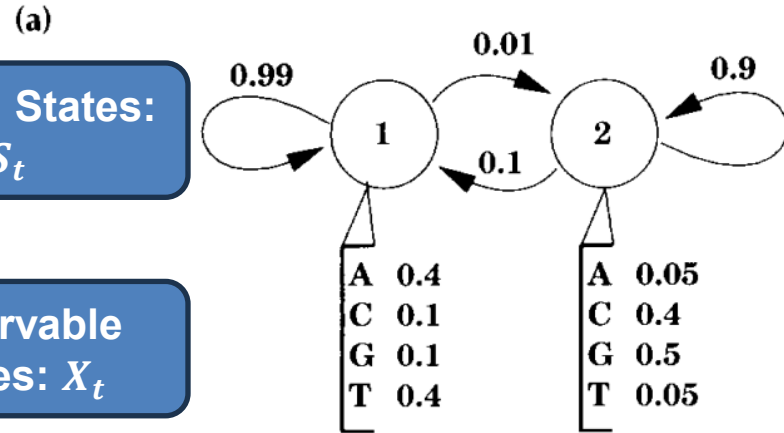 (a)
States:
S_t
rvable
es: X_t
0.99
0.01
0.9
1
2
0.1
A 0.4
C 0.1
G 0.1
T 0.4
A 0.05
C 0.4
G 0.5
T 0.05